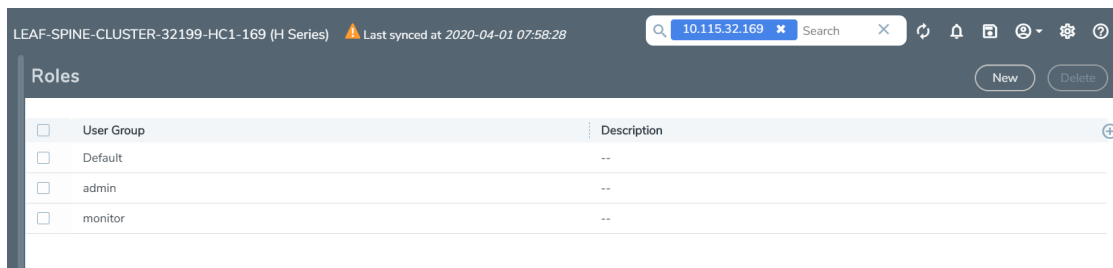 LEAF-SPINE-CLUSTER-32199-HC1-169 (H Series) Last synced at 2020-04-01 07:58:28 10.115.32.169 Search
Roles New Delete
User Group Description
Default --
admin --
monitor --